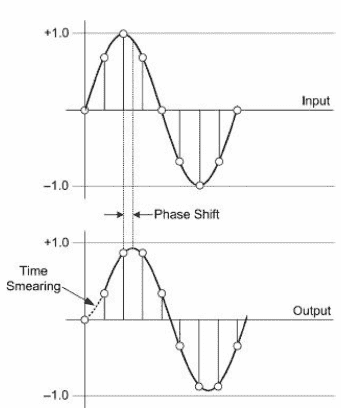 +1.0
Input
–1.0
Phase Shift
+1.0
Time
Smearing
Output
–1.0